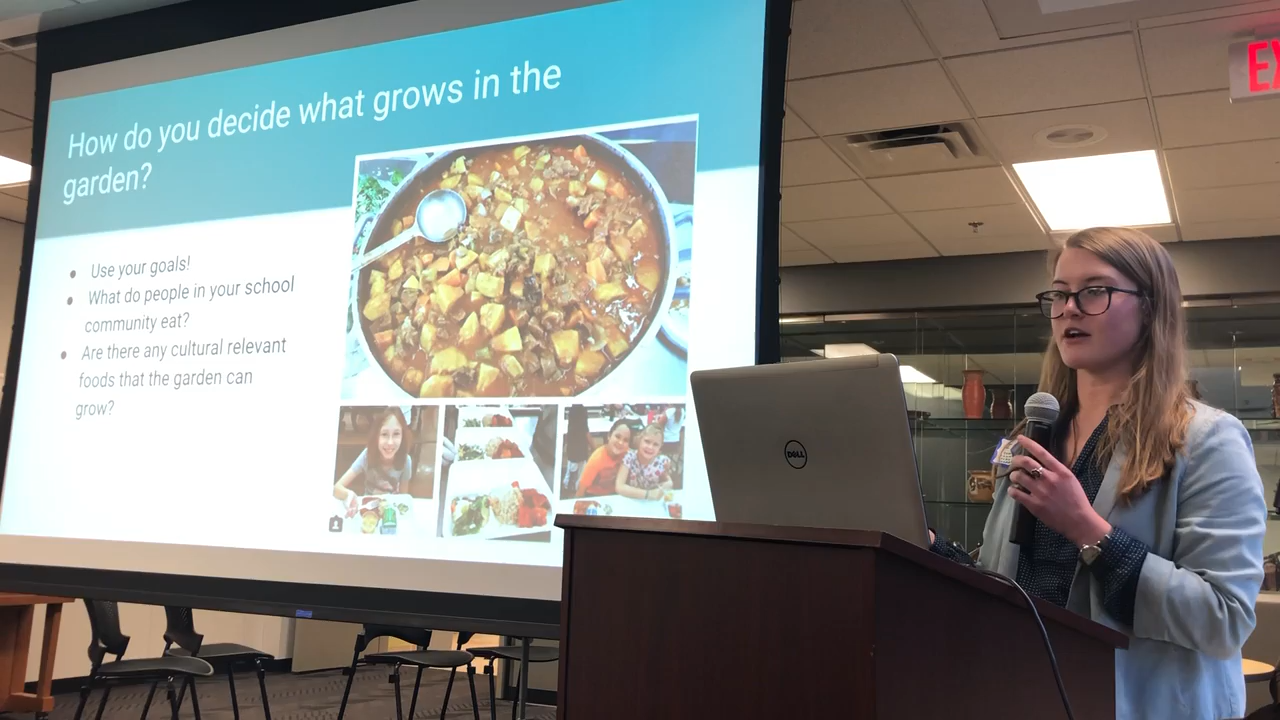 How do you decide what grows in the
garden?
Use your goals!
What do people in your school
community eat?
Are there any cultural relevant
foods that the garden can
grow?
DELL
EX